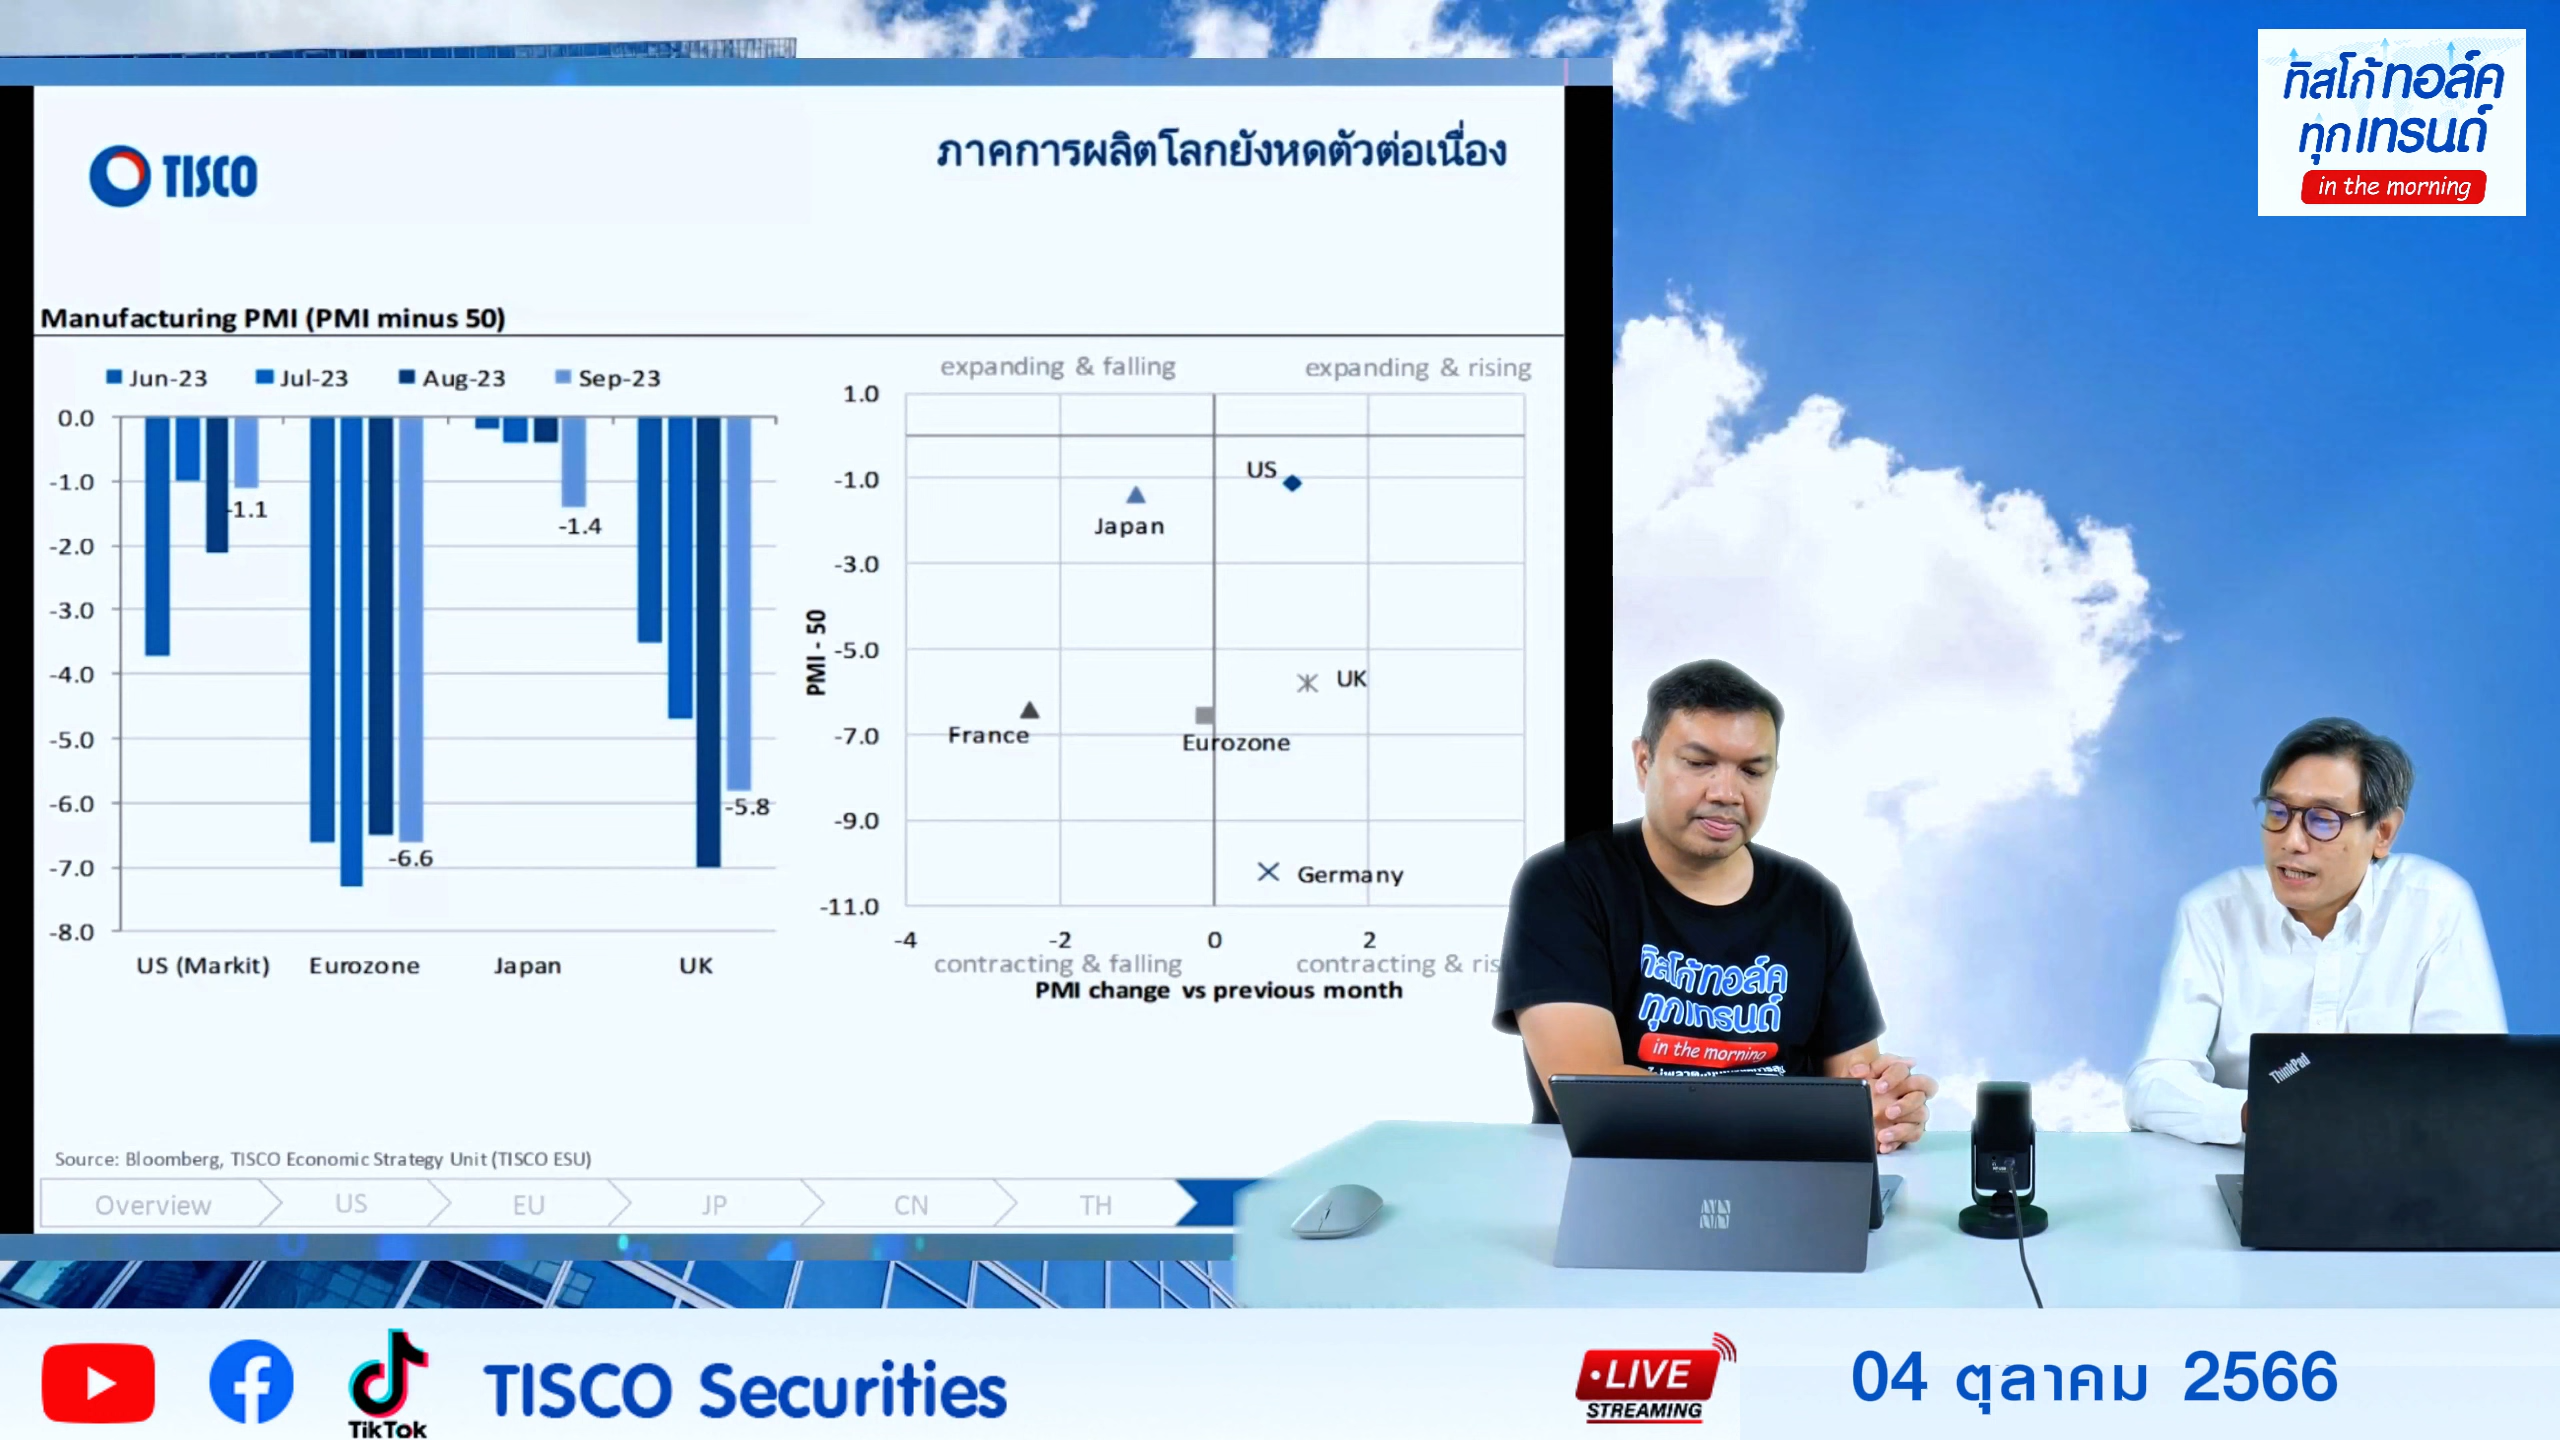 TISCO
ภาคการผลิตโลกยังหดตัวต่อเนื่อง
ทิสโก้ทอล์ค
ทุกเทรนด์
in the morning
Manufacturing PMI (PMI minus 50)
Jun-23 Jul-23 Aug-23 Sep-23
0.0
-1.0
-2.0
-3.0
-4.0
-5.0
-6.0
-7.0
-8.0
-1.1
-6.6
-1.4
-5.8
US (Markit) Eurozone Japan UK
expanding & falling expanding & rising
1.0
-1.0
-3.0
-5.0
-7.0
-9.0
-11.0
PMI - 50
US
Japan
UK
France
Eurozone
Germany
-4 -2 0 2
contracting & falling contracting & ris
PMI change vs previous month
Source: Bloomberg, TISCO Economic Strategy Unit (TISCO ESU)
Overview US EU JP CN TH
ทิสโก้ทอล์ค
ทุกเทรนด์
in the morning
ThinkPad
TikTok
TISCO Securities
LIVE
STREAMING
04 ตุลาคม 2566